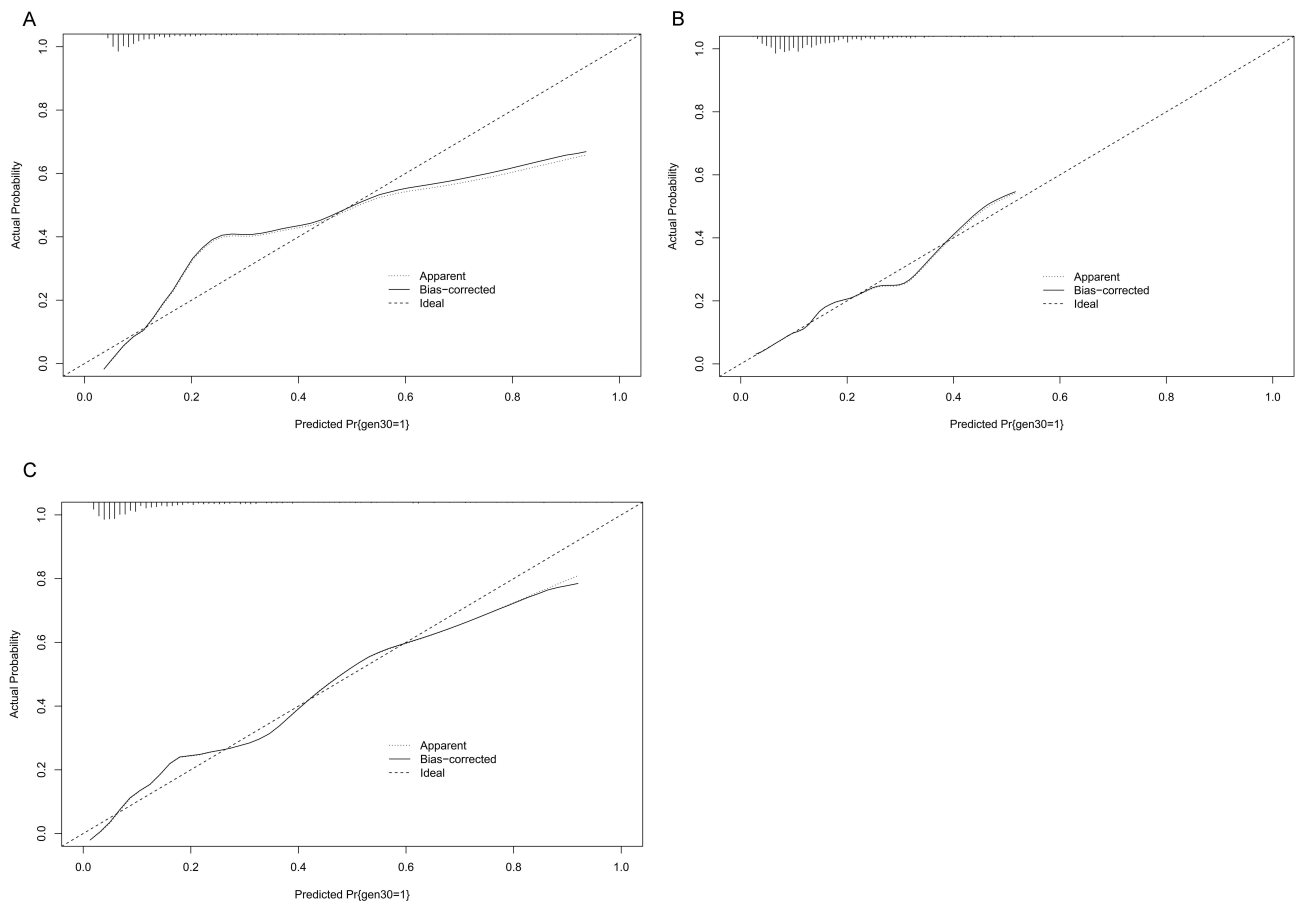 A
1.0
0.8
0.6
0.4
0.2
0.0
Actual Probability
Apparent
Bias−corrected
Ideal
0.0 0.2 0.4 0.6 0.8 1.0
Predicted Pr{gen30=1}
B
1.0
0.8
0.6
0.4
0.2
0.0
Actual Probability
Apparent
Bias−corrected
Ideal
0.0 0.2 0.4 0.6 0.8 1.0
Predicted Pr{gen30=1}
C
1.0
0.8
0.6
0.4
0.2
0.0
Actual Probability
Apparent
Bias−corrected
Ideal
0.0 0.2 0.4 0.6 0.8 1.0
Predicted Pr{gen30=1}